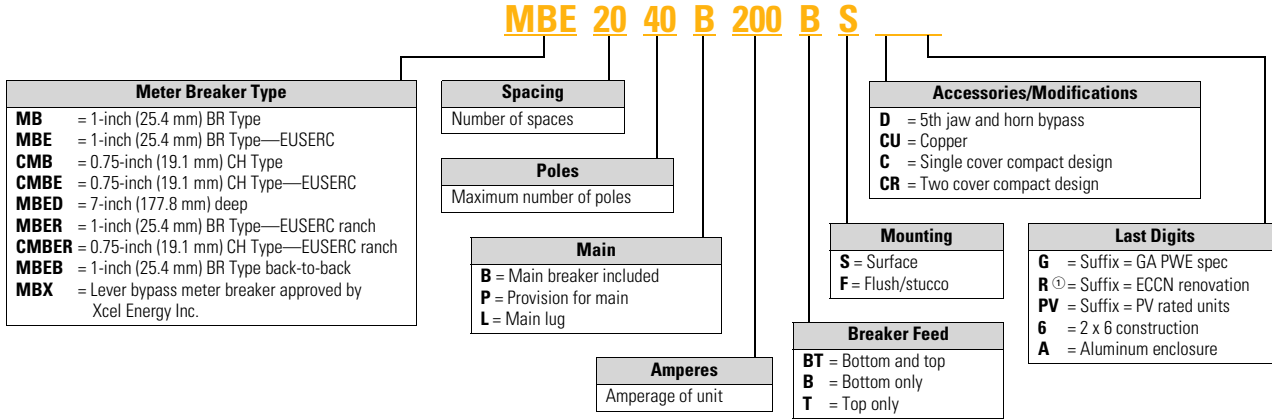 MBE 20 40 B 200 B S
Meter Breaker Type
MB = 1-inch (25.4 mm) BR Type
MBE = 1-inch (25.4 mm) BR Type—EUSERC
CMB = 0.75-inch (19.1 mm) CH Type
CMBE = 0.75-inch (19.1 mm) CH Type—EUSERC
MBED = 7-inch (177.8 mm) deep
MBER = 1-inch (25.4 mm) BR Type—EUSERC ranch
CMBER = 0.75-inch (19.1 mm) CH Type—EUSERC ranch
MBEB = 1-inch (25.4 mm) BR Type back-to-back
MBX = Lever bypass meter breaker approved by
Xcel Energy Inc.
Spacing
Number of spaces
Poles
Maximum number of poles
Main
B = Main breaker included
P = Provision for main
L = Main lug
Amperes
Amperage of unit
Breaker Feed
BT = Bottom and top
B = Bottom only
T = Top only
Mounting
S = Surface
F = Flush/stucco
Accessories/Modifications
D = 5th jaw and horn bypass
CU = Copper
C = Single cover compact design
CR = Two cover compact design
Last Digits
G = Suffix = GA PWE spec
R ① = Suffix = ECCN renovation
PV = Suffix = PV rated units
6 = 2 x 6 construction
A = Aluminum enclosure